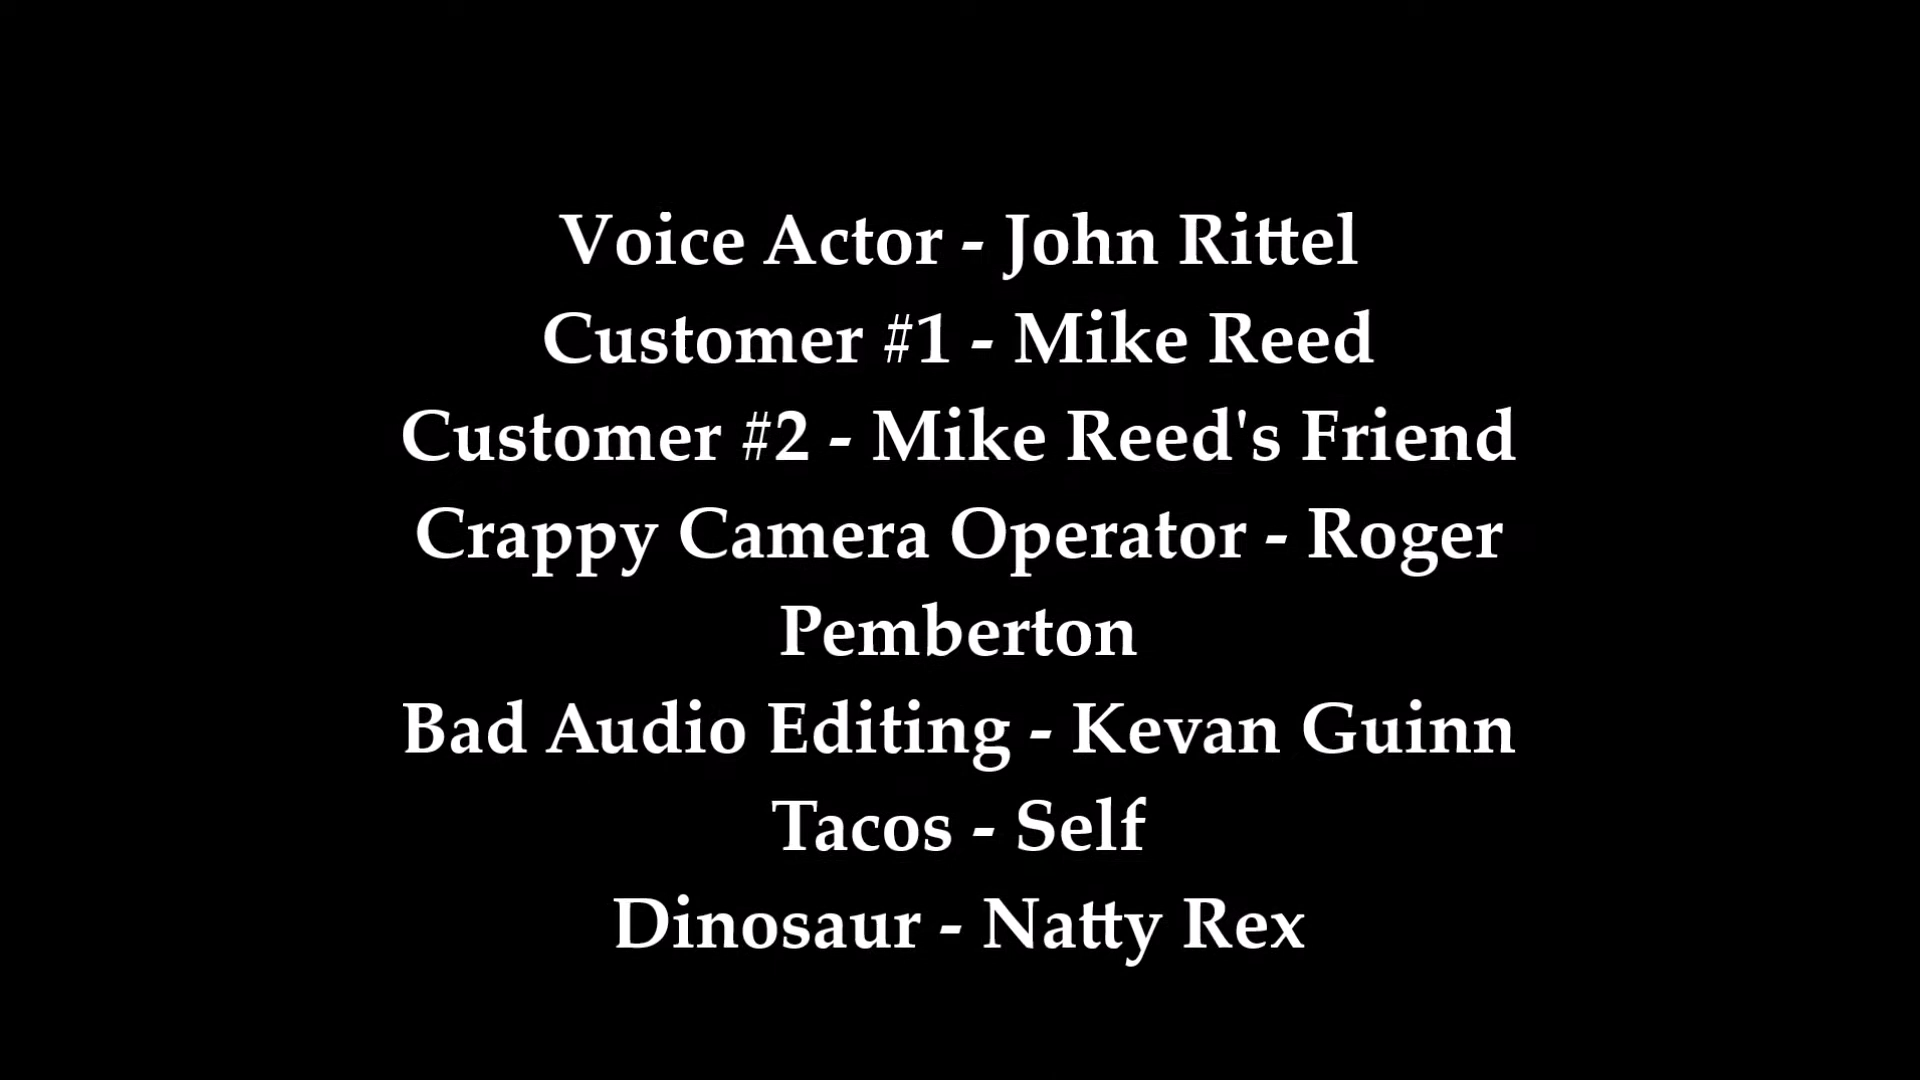 Voice Actor - John Rittel
Customer #1 - Mike Reed
Customer #2 - Mike Reed's Friend
Crappy Camera Operator - Roger
Pemberton
Bad Audio Editing - Kevan Guinn
Tacos - Self
Dinosaur - Natty Rex